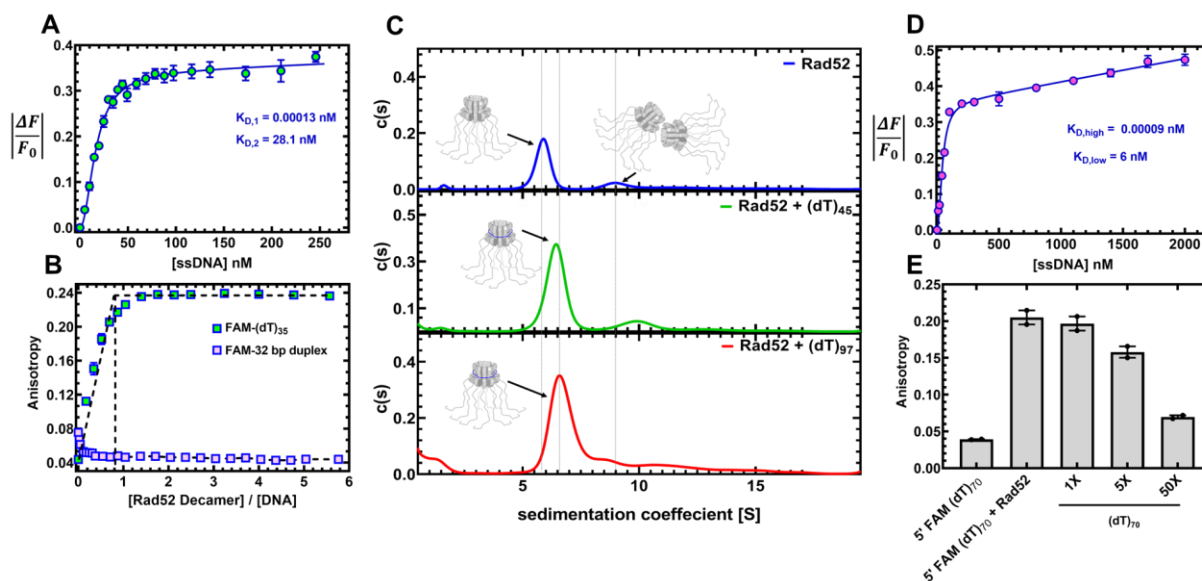 A
|ΔF/F₀|
0.4
0.3
0.2
0.1
0.0
K_D,1 = 0.00013 nM
K_D,2 = 28.1 nM
0 50 100 150 200 250
[ssDNA] nM
B
Anisotropy
0.24
0.20
0.16
0.12
0.08
0.04
FAM-(dT)₃₅
FAM-32 bp duplex
0 1 2 3 4 5 6
[Rad52 Decamer] / [DNA]
C
c(s)
0.4
0.2
0.0
Rad52
c(s)
0.5
0.4
0.3
0.1
Rad52 + (dT)₄₅
c(s)
0.4
0.2
0.0
Rad52 + (dT)₉₇
5 10 15
sedimentation coeffecient [S]
D
|ΔF/F₀|
0.5
0.4
0.3
0.2
0.1
0.0
K_D,high = 0.00009 nM
K_D,low = 6 nM
0 500 1000 1500 2000
[ssDNA] nM
E
Anisotropy
0.25
0.20
0.15
0.10
0.05
0.00
5' FAM (dT)₇₀
5' FAM (dT)₇₀ + Rad52
1X
5X
50X
(dT)₇₀